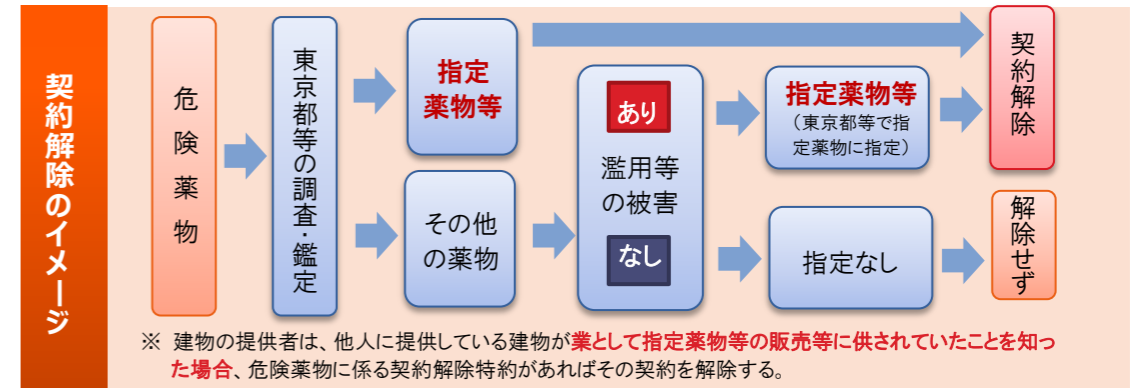 契約解除のイメージ
危険薬物
東京都等の調査・鑑定
指定
薬物等
その他
の薬物
あり
濫用等
の被害
なし
指定薬物等
（東京都等で指
定薬物に指定）
指定なし
契約解除
解除せず
※ 建物の提供者は、他人に提供している建物が業として指定薬物等の販売等に供されていたことを知っ
た場合、危険薬物に係る契約解除特約があればその契約を解除する。